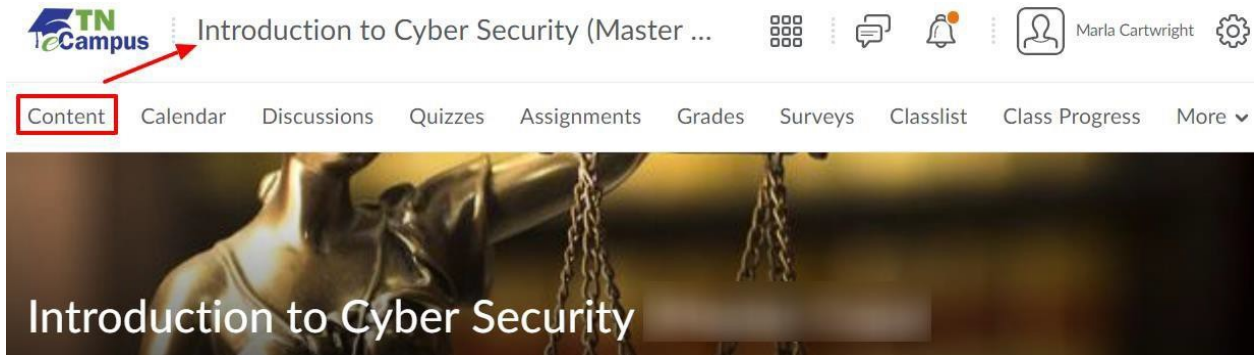 TN
eCampus
Introduction to Cyber Security (Master ...
Marla Cartwright
Content Calendar Discussions Quizzes Assignments Grades Surveys Classlist Class Progress More
Introduction to Cyber Security